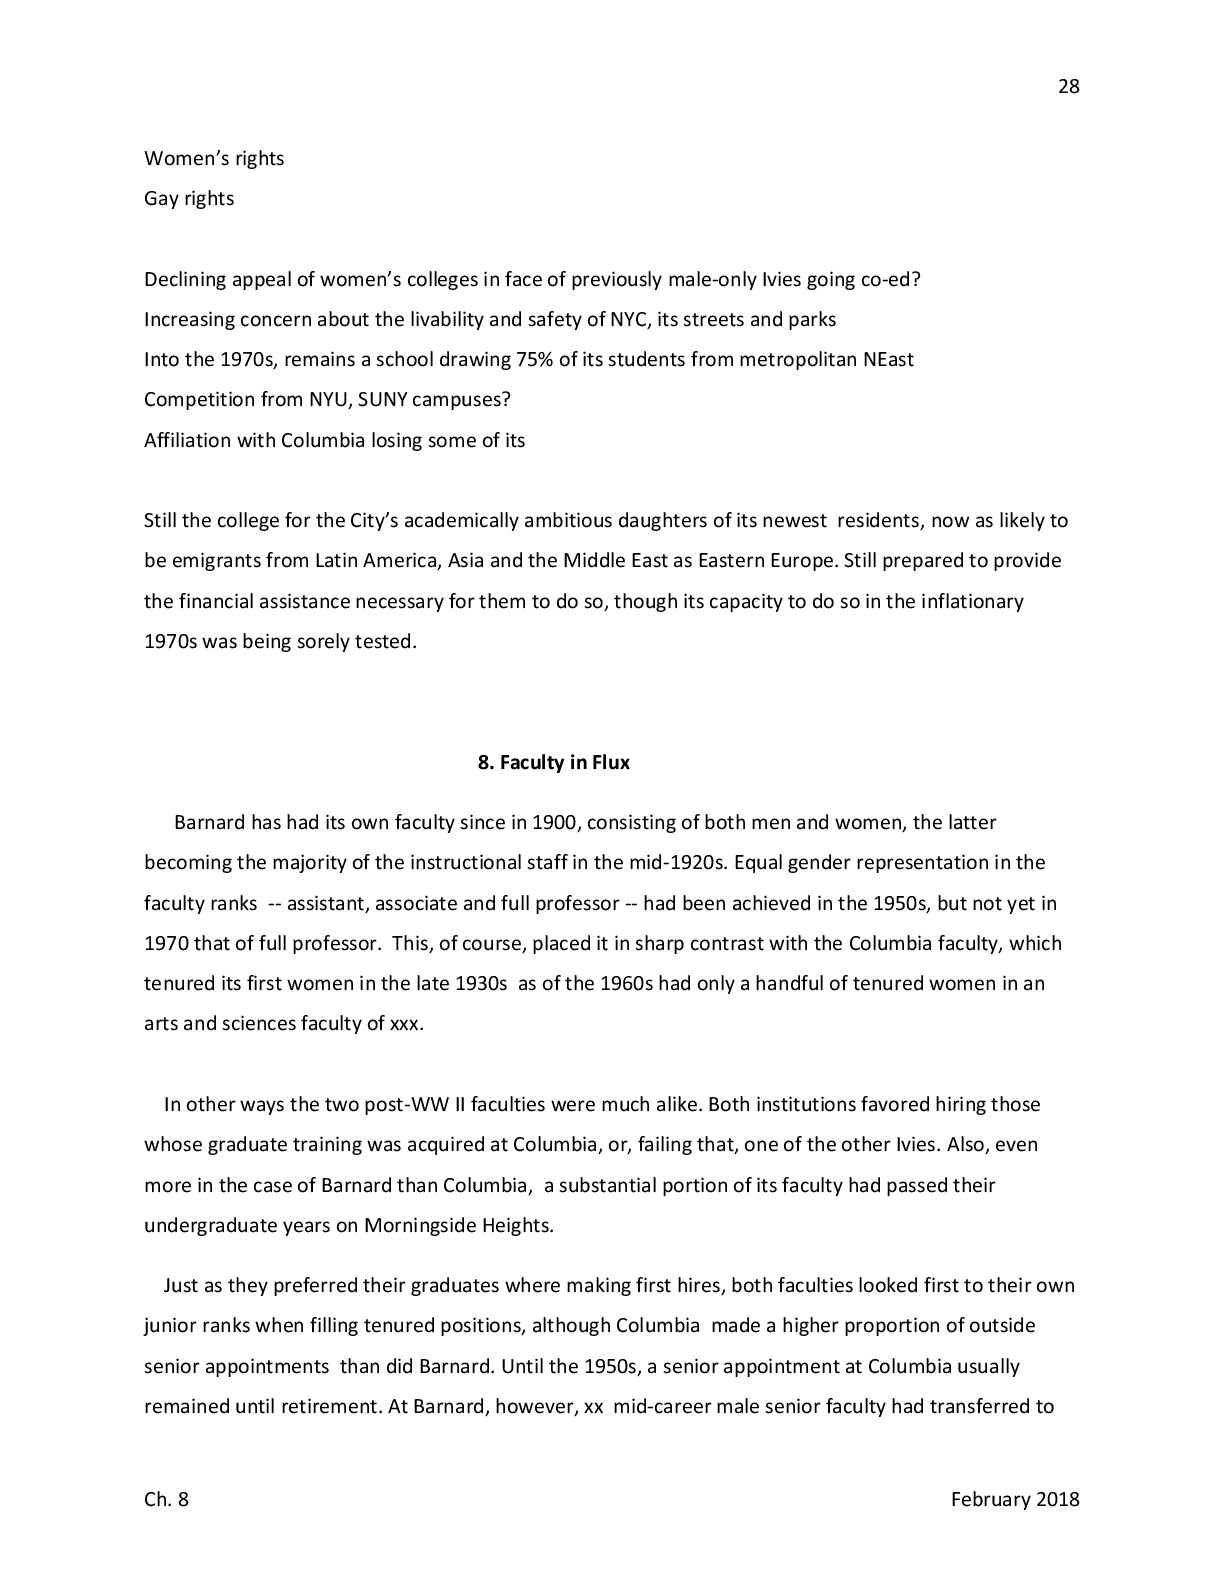 28
Women’s rights
Gay rights
Declining appeal of women’s colleges in face of previously male-only Ivies going co-ed?
Increasing concern about the livability and safety of NYC, its streets and parks
Into the 1970s, remains a school drawing 75% of its students from metropolitan NEast
Competition from NYU, SUNY campuses?
Affiliation with Columbia losing some of its
Still the college for the City’s academically ambitious daughters of its newest  residents, now as likely to
be emigrants from Latin America, Asia and the Middle East as Eastern Europe. Still prepared to provide
the financial assistance necessary for them to do so, though its capacity to do so in the inflationary
1970s was being sorely tested.
8. Faculty in Flux
Barnard has had its own faculty since in 1900, consisting of both men and women, the latter
becoming the majority of the instructional staff in the mid-1920s. Equal gender representation in the
faculty ranks  -- assistant, associate and full professor -- had been achieved in the 1950s, but not yet in
1970 that of full professor.  This, of course, placed it in sharp contrast with the Columbia faculty, which
tenured its first women in the late 1930s  as of the 1960s had only a handful of tenured women in an
arts and sciences faculty of xxx.
In other ways the two post-WW II faculties were much alike. Both institutions favored hiring those
whose graduate training was acquired at Columbia, or, failing that, one of the other Ivies. Also, even
more in the case of Barnard than Columbia,  a substantial portion of its faculty had passed their
undergraduate years on Morningside Heights.
Just as they preferred their graduates where making first hires, both faculties looked first to their own
junior ranks when filling tenured positions, although Columbia  made a higher proportion of outside
senior appointments  than did Barnard. Until the 1950s, a senior appointment at Columbia usually
remained until retirement. At Barnard, however, xx  mid-career male senior faculty had transferred to
Ch. 8
February 2018